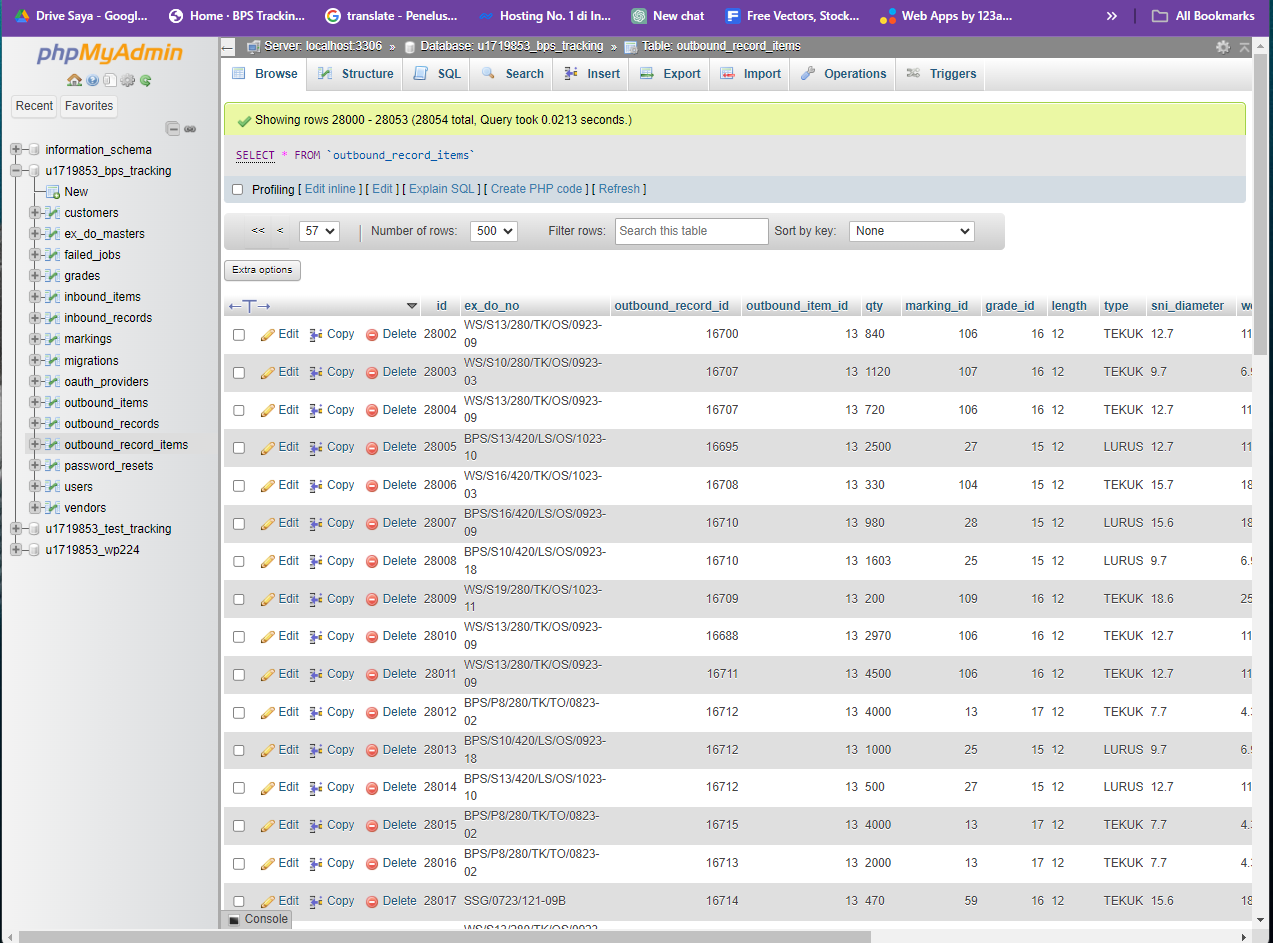 Drive Saya - Googl... Home · BPS Trackin... translate - Penelus... Hosting No. 1 di In... New chat Free Vectors, Stock... Web Apps by 123a... » All Bookmarks
phpMyAdmin
Recent Favorites
information_schema
u1719853_bps_tracking
New
customers
ex_do_masters
failed_jobs
grades
inbound_items
inbound_records
markings
migrations
oauth_providers
outbound_items
outbound_records
outbound_record_items
password_resets
users
vendors
u1719853_test_tracking
u1719853_wp224
Server: localhost:3306 » Database: u1719853_bps_tracking » Table: outbound_record_items
Browse Structure SQL Search Insert Export Import Operations Triggers
Showing rows 28000 - 28053 (28054 total, Query took 0.0213 seconds.)
SELECT * FROM `outbound_record_items`
Profiling [ Edit inline ] [ Edit ] [ Explain SQL ] [ Create PHP code ] [ Refresh ]
<< < 57 | Number of rows: 500 Filter rows: Search this table Sort by key: None
Extra options
←T→ id ex_do_no outbound_record_id outbound_item_id qty marking_id grade_id length type sni_diameter we
Edit Copy Delete 28002 WS/S13/280/TK/OS/0923- 16700 13 840 106 16 12 TEKUK 12.7 11
09
Edit Copy Delete 28003 WS/S10/280/TK/OS/0923- 16707 13 1120 107 16 12 TEKUK 9.7 6.9
03
Edit Copy Delete 28004 WS/S13/280/TK/OS/0923- 16707 13 720 106 16 12 TEKUK 12.7 11
09
Edit Copy Delete 28005 BPS/S13/420/LS/OS/1023- 16695 13 2500 27 15 12 LURUS 12.7 11
10
Edit Copy Delete 28006 WS/S16/420/TK/OS/1023- 16708 13 330 104 15 12 TEKUK 15.7 18
03
Edit Copy Delete 28007 BPS/S16/420/LS/OS/0923- 16710 13 980 28 15 12 LURUS 15.6 18
09
Edit Copy Delete 28008 BPS/S10/420/LS/OS/0923- 16710 13 1603 25 15 12 LURUS 9.7 6.9
18
Edit Copy Delete 28009 WS/S19/280/TK/OS/1023- 16709 13 200 109 16 12 TEKUK 18.6 25
11
Edit Copy Delete 28010 WS/S13/280/TK/OS/0923- 16688 13 2970 106 16 12 TEKUK 12.7 11
09
Edit Copy Delete 28011 WS/S13/280/TK/OS/0923- 16711 13 4500 106 16 12 TEKUK 12.7 11
09
Edit Copy Delete 28012 BPS/P8/280/TK/TO/0823- 16712 13 4000 13 17 12 TEKUK 7.7 4.3
02
Edit Copy Delete 28013 BPS/S10/420/LS/OS/0923- 16712 13 1000 25 15 12 LURUS 9.7 6.9
18
Edit Copy Delete 28014 BPS/S13/420/LS/OS/1023- 16712 13 500 27 15 12 LURUS 12.7 11
10
Edit Copy Delete 28015 BPS/P8/280/TK/TO/0823- 16715 13 4000 13 17 12 TEKUK 7.7 4.3
02
Edit Copy Delete 28016 BPS/P8/280/TK/TO/0823- 16713 13 2000 13 17 12 TEKUK 7.7 4.3
02
Edit Copy Delete 28017 SSG/0723/121-09B 16714 13 470 59 16 12 TEKUK 15.6 18
Console